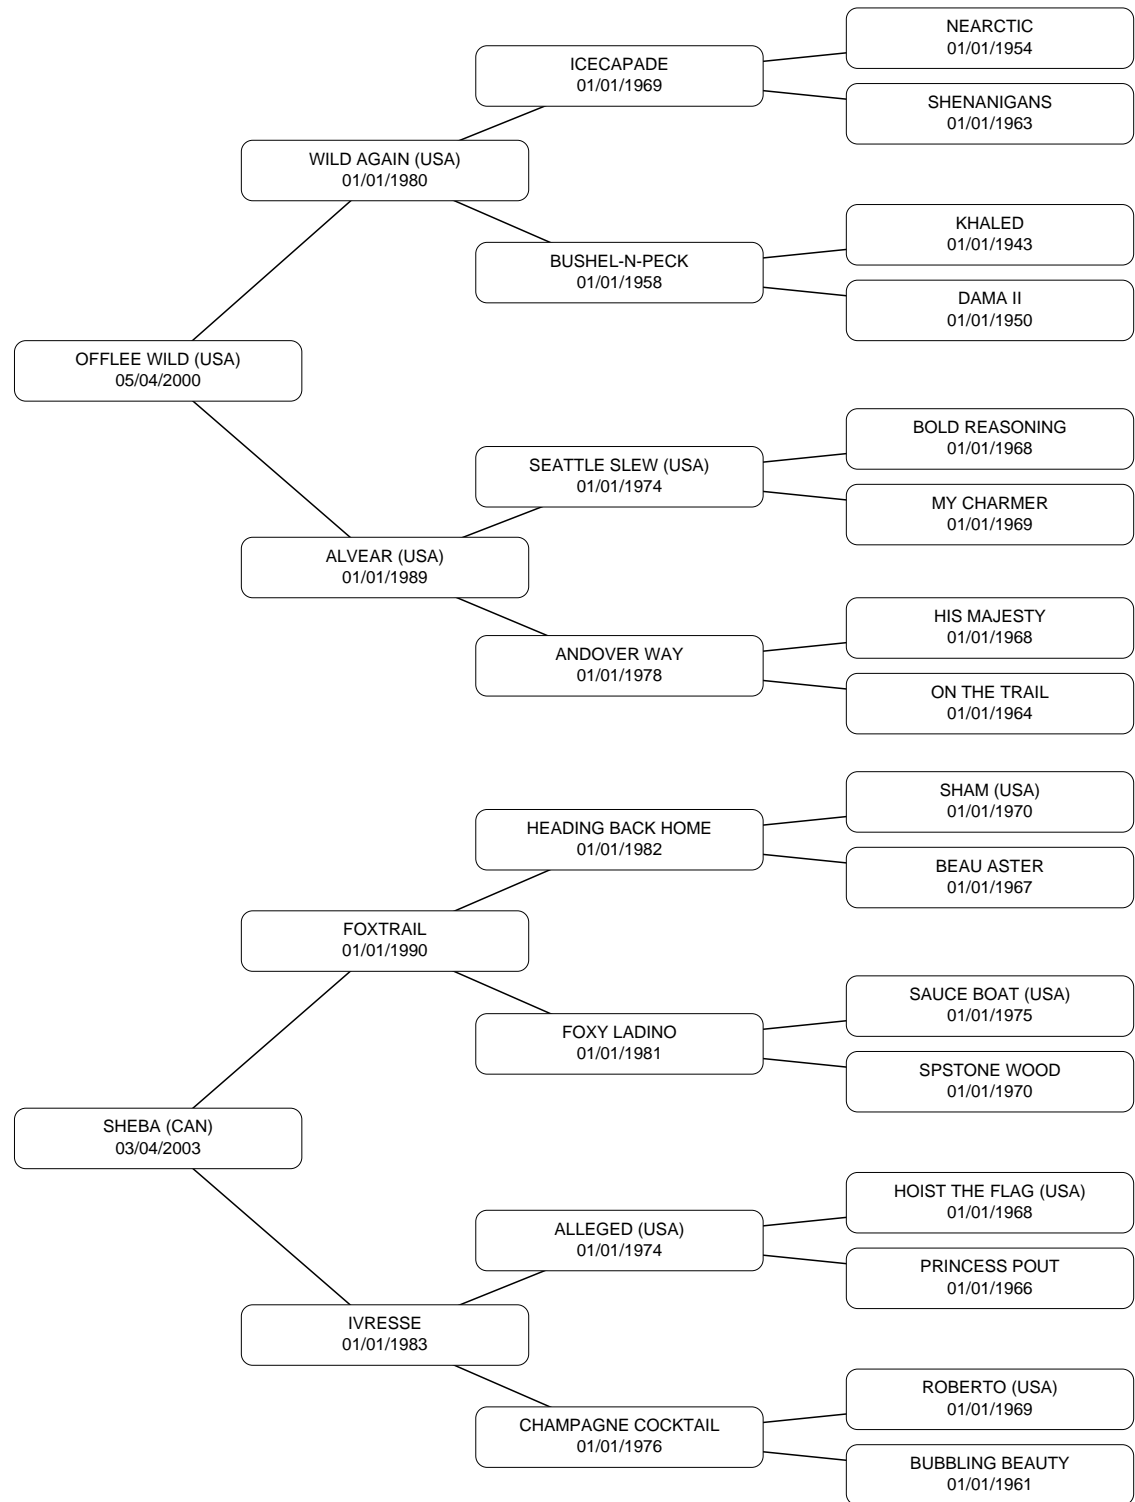 NEARCTIC
01/01/1954
ICECAPADE
01/01/1969
SHENANIGANS
01/01/1963
WILD AGAIN (USA)
01/01/1980
KHALED
01/01/1943
BUSHEL-N-PECK
01/01/1958
DAMA II
01/01/1950
OFFLEE WILD (USA)
05/04/2000
BOLD REASONING
01/01/1968
SEATTLE SLEW (USA)
01/01/1974
MY CHARMER
01/01/1969
ALVEAR (USA)
01/01/1989
HIS MAJESTY
01/01/1968
ANDOVER WAY
01/01/1978
ON THE TRAIL
01/01/1964
SHAM (USA)
01/01/1970
HEADING BACK HOME
01/01/1982
BEAU ASTER
01/01/1967
FOXTRAIL
01/01/1990
SAUCE BOAT (USA)
01/01/1975
FOXY LADINO
01/01/1981
SPSTONE WOOD
01/01/1970
SHEBA (CAN)
03/04/2003
HOIST THE FLAG (USA)
01/01/1968
ALLEGED (USA)
01/01/1974
PRINCESS POUT
01/01/1966
IVRESSE
01/01/1983
ROBERTO (USA)
01/01/1969
CHAMPAGNE COCKTAIL
01/01/1976
BUBBLING BEAUTY
01/01/1961